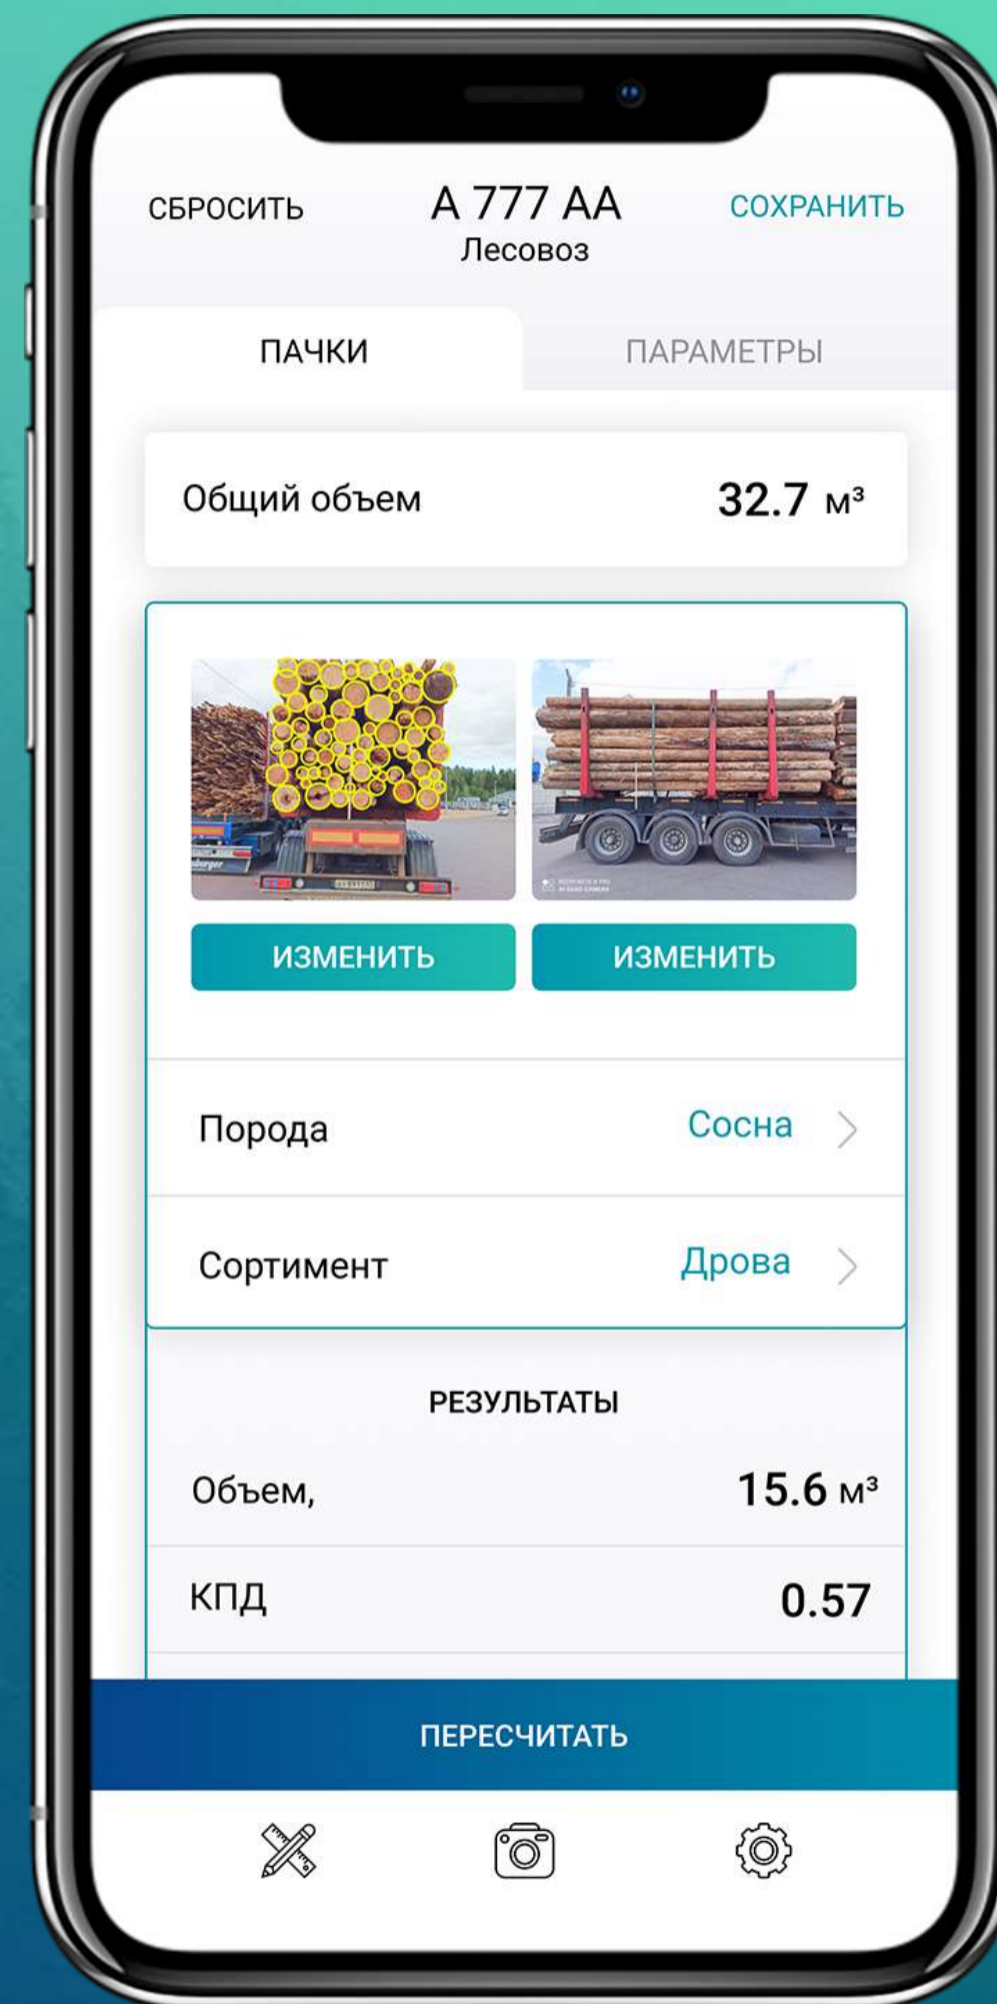 СБРОСИТЬ
А 777 АА
СОХРАНИТЬ
Лесовоз
ПАЧКИ
ПАРАМЕТРЫ
Общий объем
32.7 м³
ИЗМЕНИТЬ
ИЗМЕНИТЬ
Порода
Сосна
Сортимент
Дрова
РЕЗУЛЬТАТЫ
Объем,
15.6 м³
КПД
0.57
ПЕРЕСЧИТАТЬ